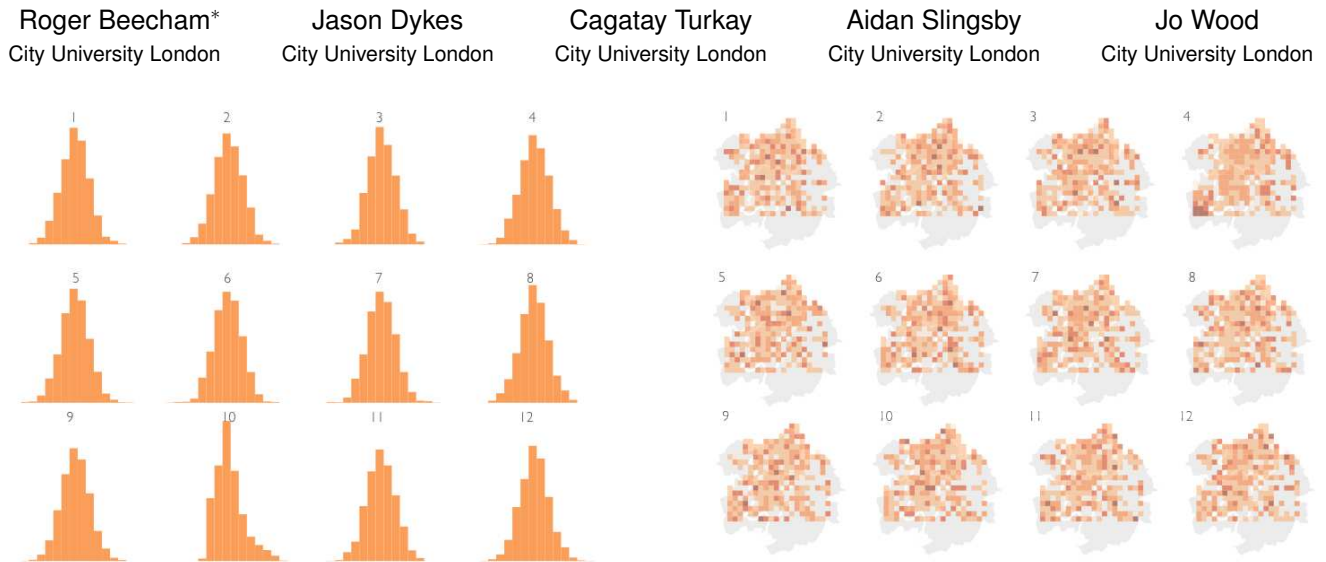 Roger Beecham* Jason Dykes Cagatay Turkay Aidan Slingsby Jo Wood
City University London City University London City University London City University London City University London
1 2 3 4 1 2 3 4
5 6 7 8 5 6 7 8
9 10 11 12 9 10 11 12